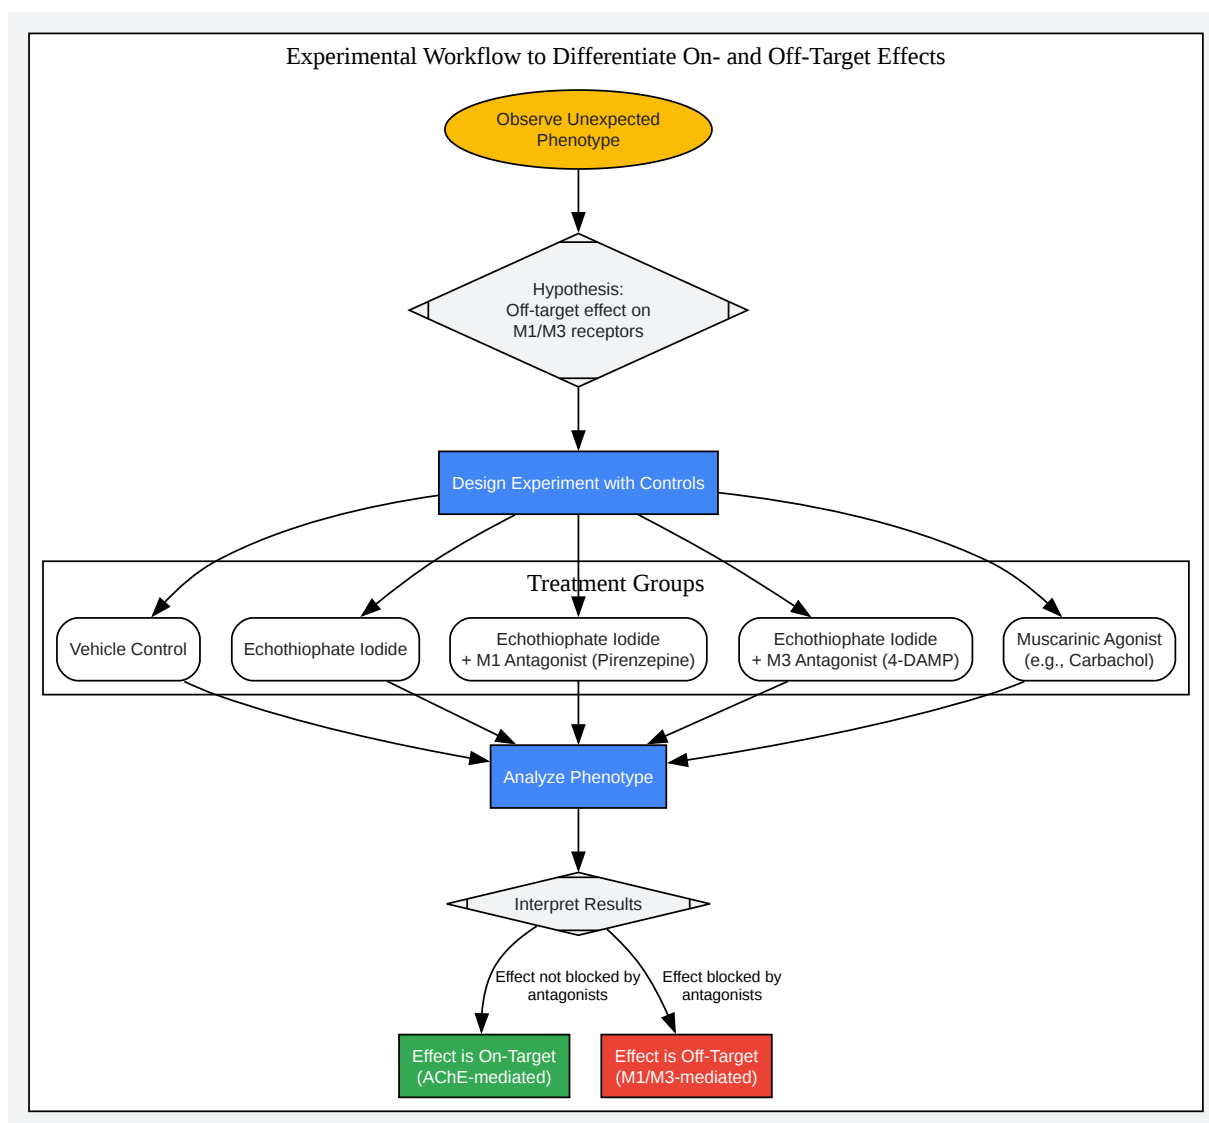 Experimental Workflow to Differentiate On- and Off-Target Effects
Observe Unexpected
Phenotype
Hypothesis:
Off-target effect on
M1/M3 receptors
Design Experiment with Controls
Treatment Groups
Vehicle Control
Echothiophate Iodide
Echothiophate Iodide
+ M1 Antagonist (Pirenzepine)
Echothiophate Iodide
+ M3 Antagonist (4-DAMP)
Muscarinic Agonist
(e.g., Carbachol)
Analyze Phenotype
Interpret Results
Effect not blocked by
antagonists
Effect blocked by
antagonists
Effect is On-Target
(AChE-mediated)
Effect is Off-Target
(M1/M3-mediated)